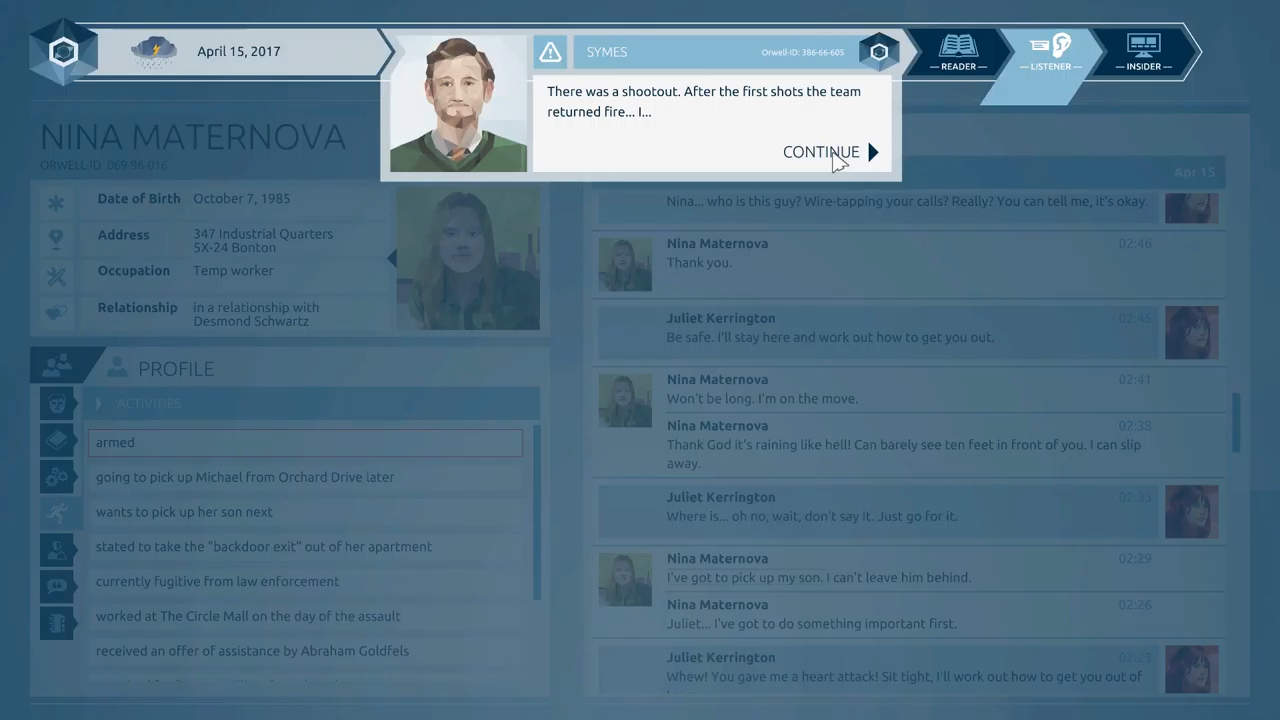 April 15, 2017
SYMES
Orwell-ID: 386-66-605
There was a shootout. After the first shots the team
returned fire... I...
CONTINUE
— READER —
— LISTENER —
— INSIDER —
NINA MATERNOVA
ORWELL-ID 069-96-016
Date of Birth October 7, 1985
Address 347 Industrial Quarters
5X-24 Bonton
Occupation Temp worker
Relationship in a relationship with
Desmond Schwartz
PROFILE
ACTIVITIES
armed
going to pick up Michael from Orchard Drive later
wants to pick up her son next
stated to take the "backdoor exit" out of her apartment
currently fugitive from law enforcement
worked at The Circle Mall on the day of the assault
received an offer of assistance by Abraham Goldfels
Apr 15
Nina... who is this guy? Wire-tapping your calls? Really? You can tell me, it's okay.
Nina Maternova 02:46
Thank you.
Juliet Kerrington 02:45
Be safe. I'll stay here and work out how to get you out.
Nina Maternova 02:41
Won't be long. I'm on the move.
Nina Maternova 02:38
Thank God it's raining like hell! Can barely see ten feet in front of you. I can slip
away.
Juliet Kerrington 02:33
Where is... oh no, wait, don't say it. Just go for it.
Nina Maternova 02:29
I've got to pick up my son. I can't leave him behind.
Nina Maternova 02:26
Juliet... I've got to do something important first.
Juliet Kerrington 02:23
Whew! You gave me a heart attack! Sit tight, I'll work out how to get you out of